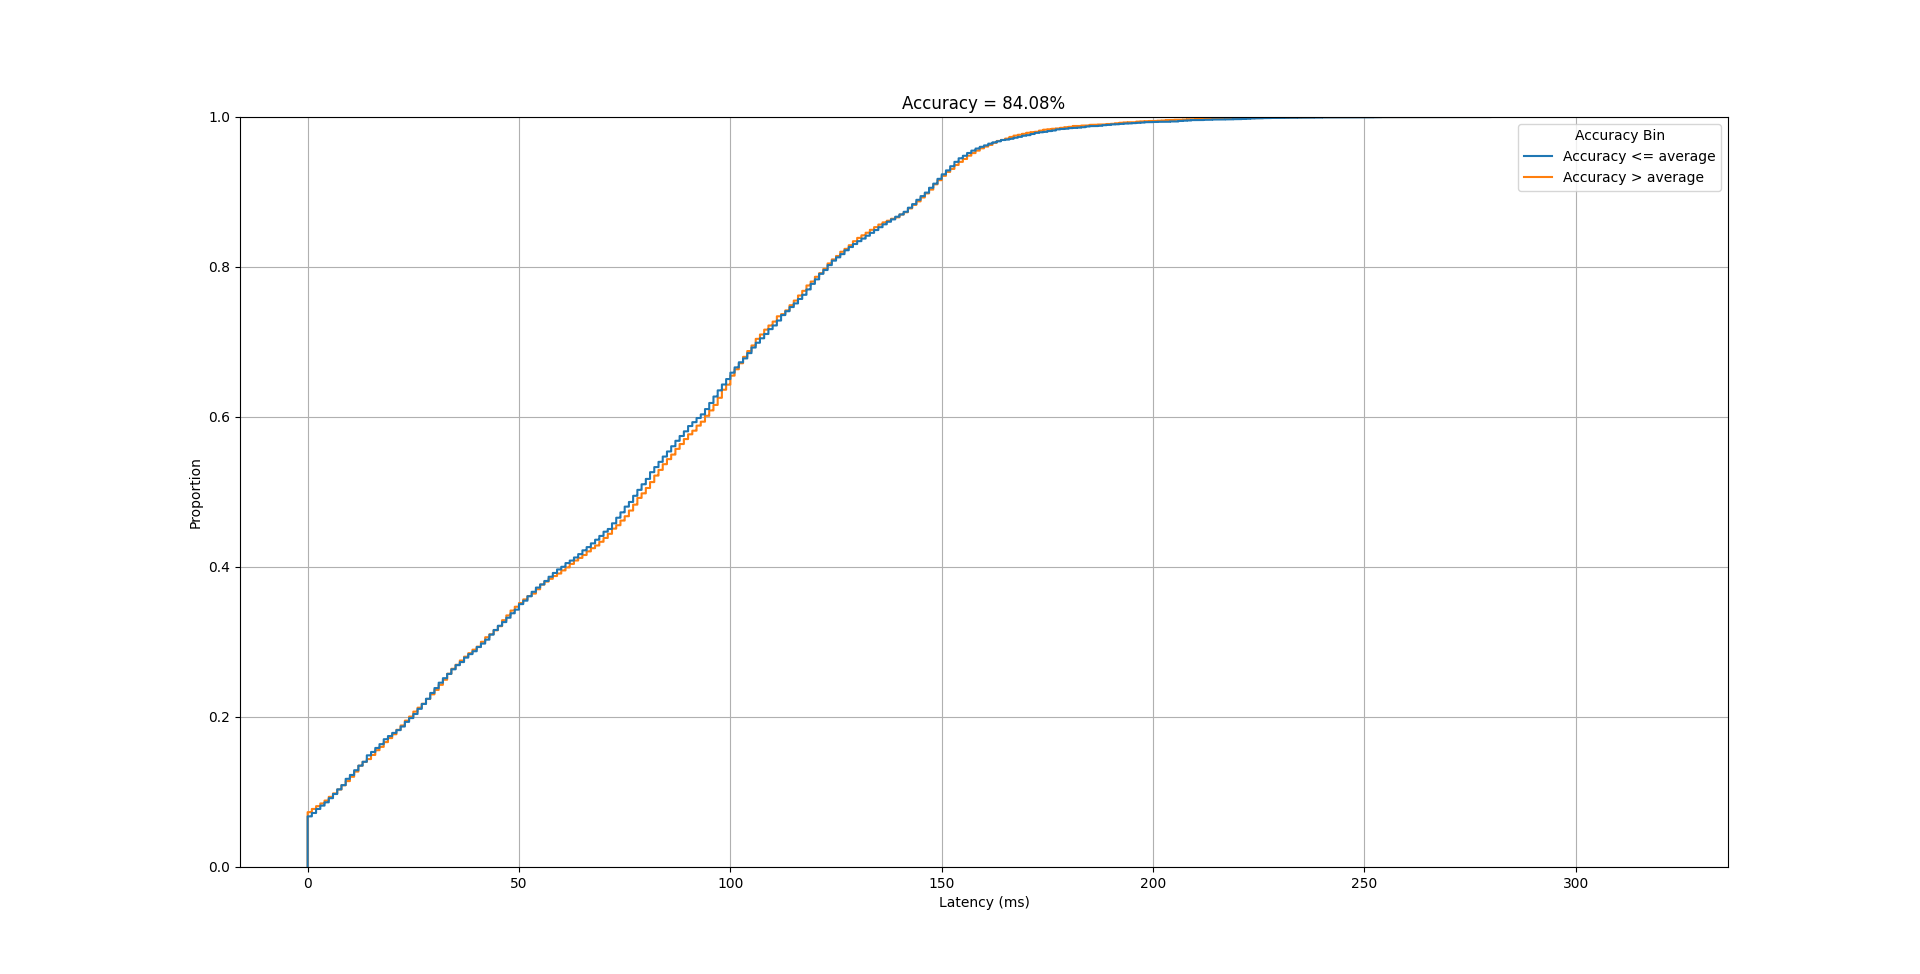 Accuracy = 84.08%
1.0
0.8
0.6
0.4
0.2
0.0
Proportion
Accuracy Bin
Accuracy <= average
Accuracy > average
0 50 100 150 200 250 300
Latency (ms)